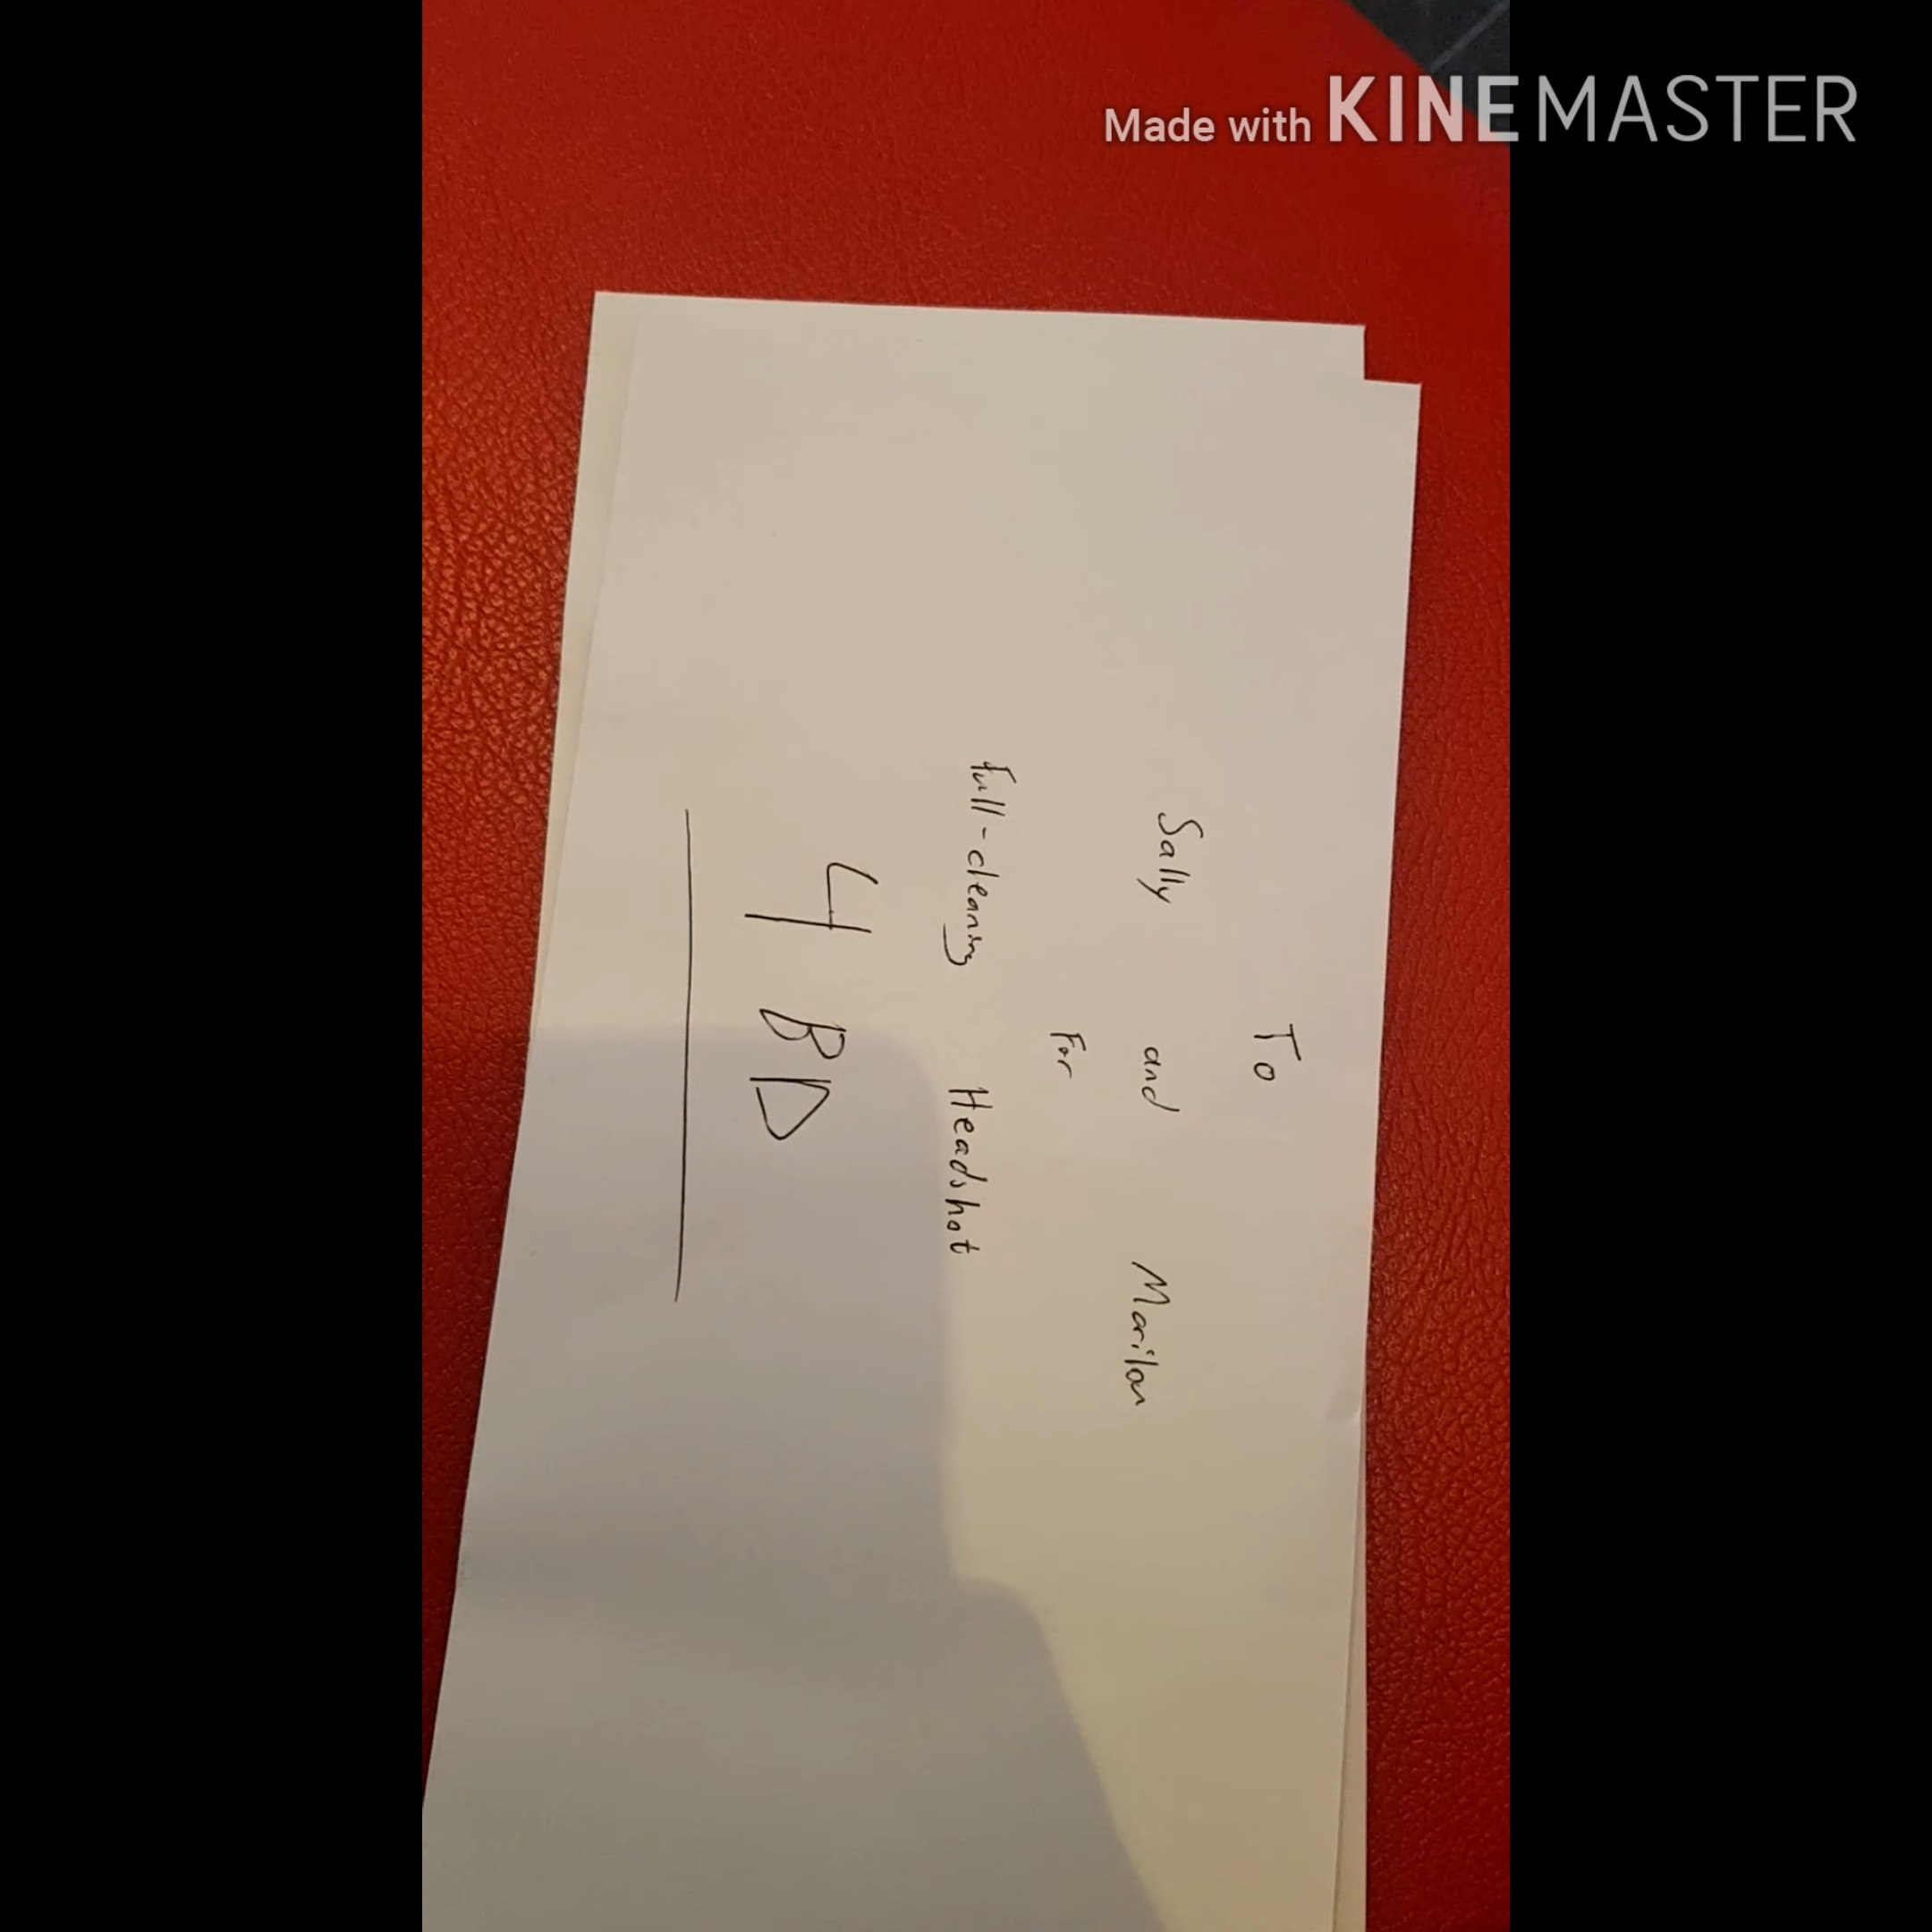 Made with KINEMASTER
To
Sally and Marilou
For
Full-cleaning Headshot
4 BD